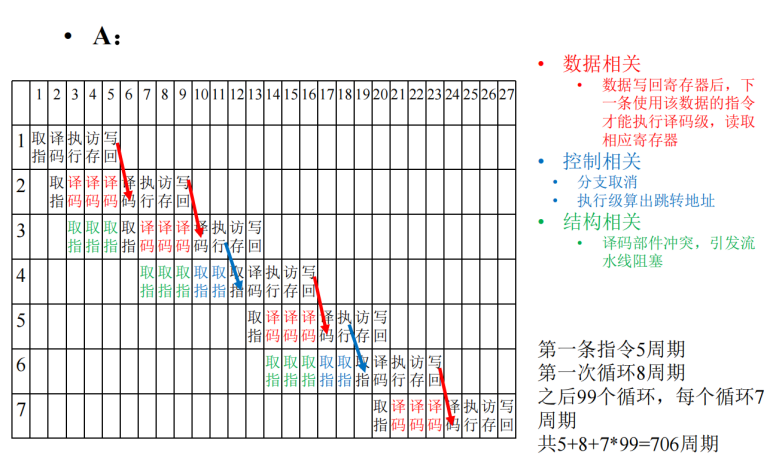 • A：
1 2 3 4 5 6 7 8 9 10 11 12 13 14 15 16 17 18 19 20 21 22 23 24 25 26 27
1 取指 译码 执行 访存 写回
2 取指 译码 译码 译码 译码 执行 访存 写回
3 取指 取指 取指 取指 译码 译码 译码 译码 执行 访存 写回
4 取指 取指 取指 取指 取指 取指 译码 执行 访存 写回
5 取指 译码 译码 译码 译码 执行 访存 写回
6 取指 取指 取指 取指 取指 取指 译码 执行 访存 写回
7 取指 译码 译码 译码 译码 执行 访存 写回
• 数据相关
• 数据写回寄存器后，下
一条使用该数据的指令
才能执行译码级，读取
相应寄存器
• 控制相关
• 分支取消
• 执行级算出跳转地址
• 结构相关
• 译码部件冲突，引发流
水线阻塞
第一条指令5周期
第一次循环8周期
之后99个循环，每个循环7
周期
共5+8+7*99=706周期